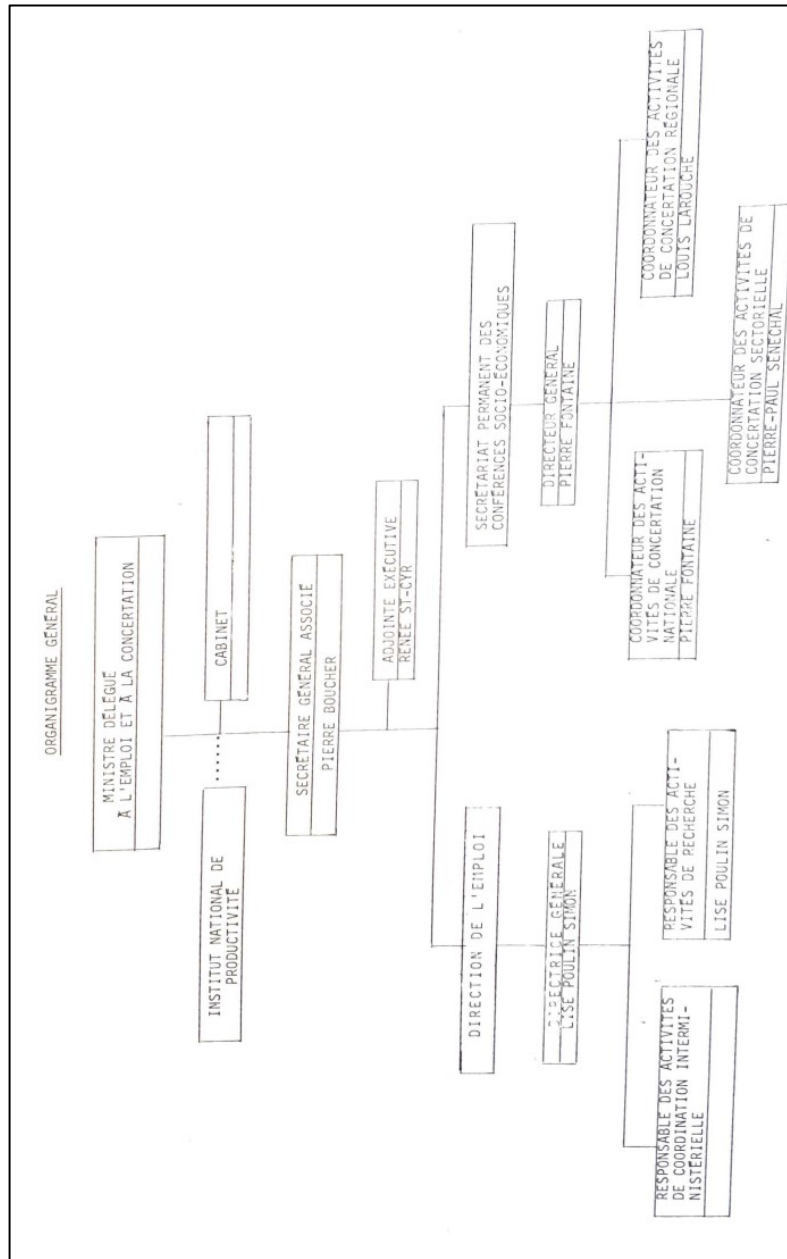 ORGANIGRAMME GÉNÉRAL
MINISTRE DÉLÉGUÉ
À L'EMPLOI ET À LA CONCERTATION
INSTITUT NATIONAL DE
PRODUCTIVITÉ
CABINET
SECRÉTAIRE GÉNÉRAL ASSOCIÉ
PIERRE BOUCHER
ADJOINTE EXÉCUTIVE
RENÉE ST-CYR
DIRECTION DE L'EMPLOI
DIRECTRICE GÉNÉRALE
LISE POULIN SIMON
RESPONSABLE DES ACTIVITÉS
DE COORDINATION INTERMI-
NISTÉRIELLE
RESPONSABLE DES ACTI-
VITÉS DE RECHERCHE
LISE POULIN SIMON
SECRÉTARIAT PERMANENT DES
CONFÉRENCES SOCIO-ÉCONOMIQUES
DIRECTEUR GÉNÉRAL
PIERRE FONTAINE
COORDONNATEUR DES ACTI-
VITÉS DE CONCERTATION
NATIONALE
PIERRE FONTAINE
COORDONNATEUR DES ACTIVITÉS DE
CONCERTATION SECTORIELLE
PIERRE-PAUL SÉNÉCHAL
COORDONNATEUR DES ACTIVITÉS
DE CONCERTATION RÉGIONALE
LOUIS LAROUCHE